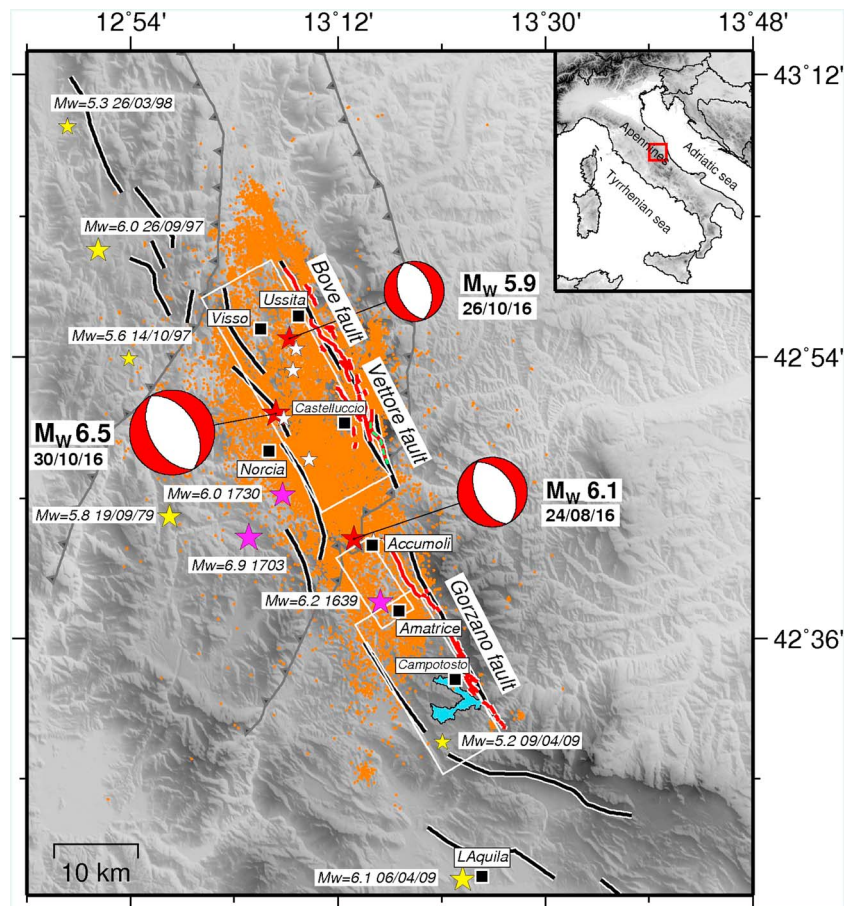 12˚54'
13˚12'
13˚30'
13˚48'
43˚12'
42˚54'
42˚36'
Mw=5.3 26/03/98
Mw=6.0 26/09/97
Mw=5.6 14/10/97
Apennines
Adriatic sea
Tyrrhenian sea
Bove fault
Ussita
Visso
MW 5.9
26/10/16
Vettore fault
Castelluccio
MW 6.5
30/10/16
Norcia
Mw=6.0 1730
Mw=5.8 19/09/79
MW 6.1
24/08/16
Mw=6.9 1703
Accumoli
Mw=6.2 1639
Amatrice
Gorzano fault
Campotosto
Mw=5.2 09/04/09
10 km
LAquila
Mw=6.1 06/04/09